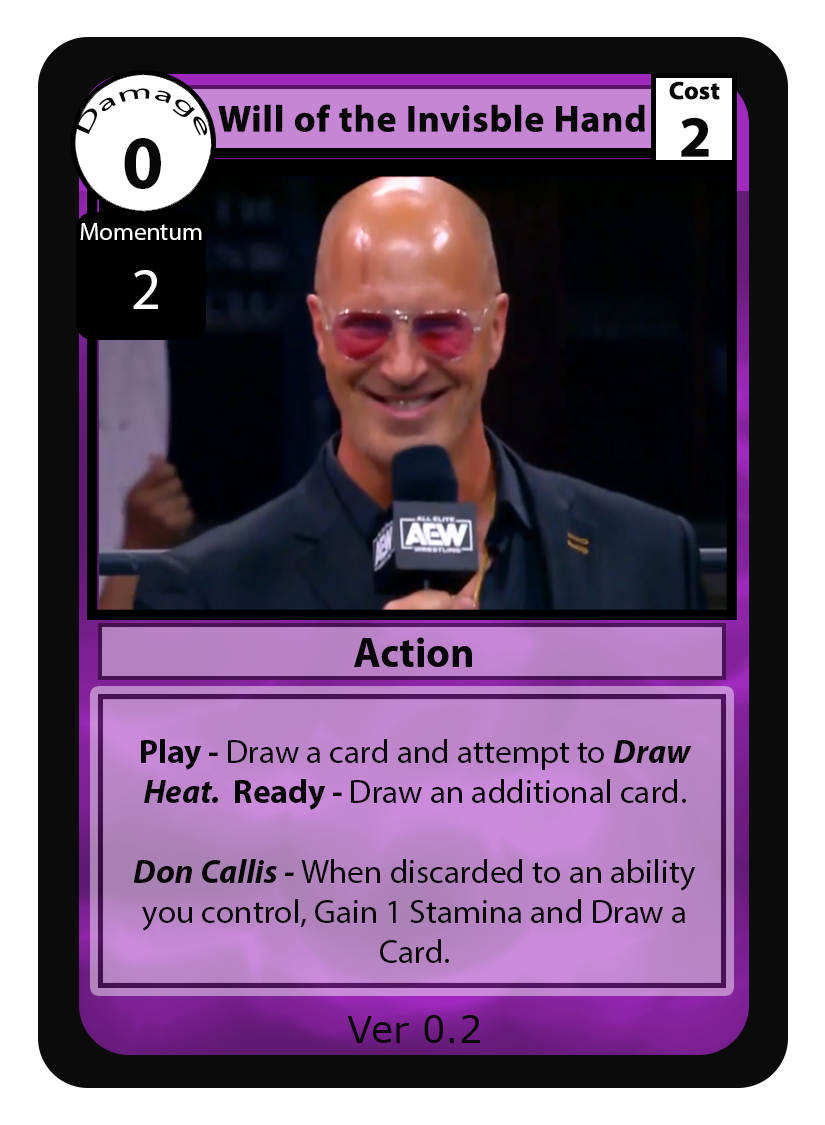 Damage
0
Will of the Invisble Hand
Cost
2
Momentum
2
ALL ELITE
AEW
WRESTLING
AEW
Action
Play - Draw a card and attempt to Draw
Heat. Ready - Draw an additional card.
Don Callis - When discarded to an ability
you control, Gain 1 Stamina and Draw a
Card.
Ver 0.2